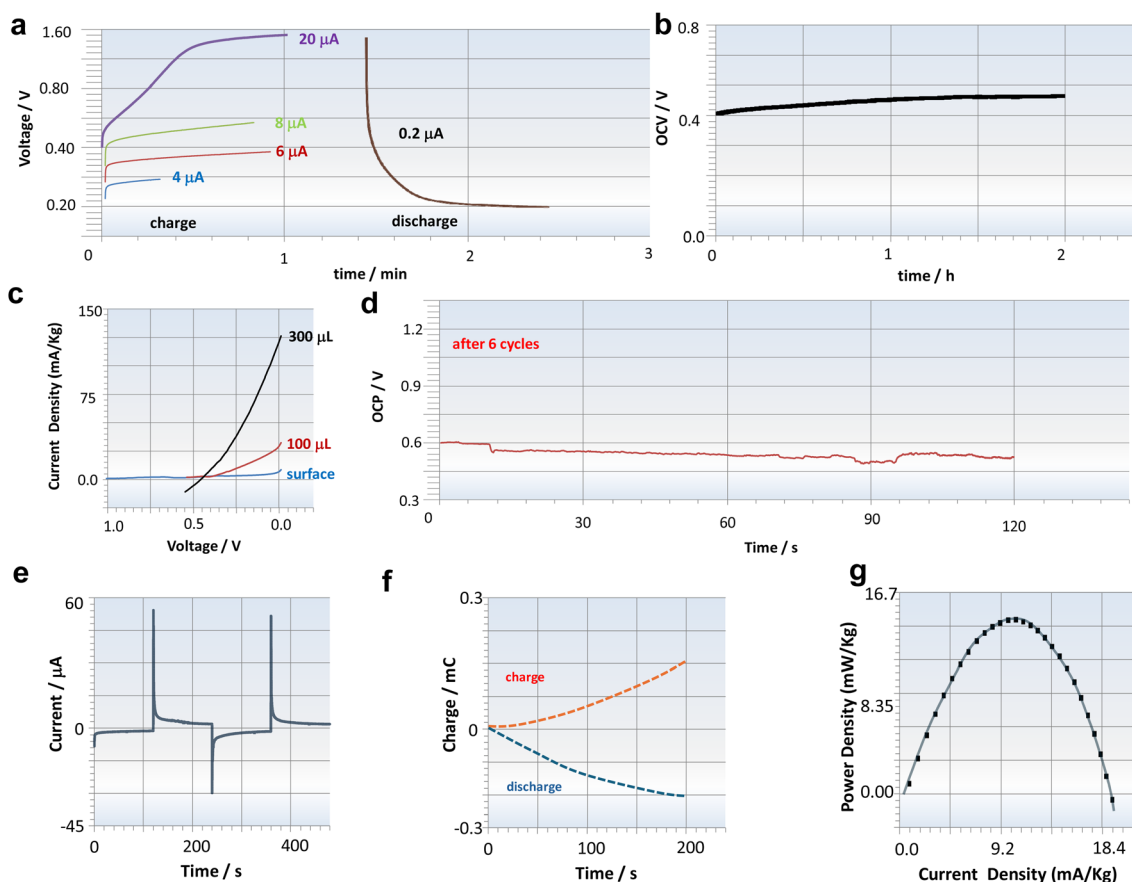 a
1.60
0.80
0.40
0.20
Voltage / V
20 µA
8 µA
6 µA
4 µA
0.2 µA
charge
discharge
0
1
2
3
time / min
b
0.8
0.4
0.0
OCV / V
0
1
2
time / h
c
150
75
0.0
Current Density (mA/Kg)
300 µL
100 µL
surface
1.0
0.5
0.0
Voltage / V
d
1.2
0.9
0.6
0.3
OCP / V
after 6 cycles
0
30
60
90
120
Time / s
e
60
0
-45
Current / µA
0
200
400
Time / s
f
0.3
0
-0.3
Charge / mC
charge
discharge
0
100
200
Time / s
g
16.7
8.35
0.00
Power Density (mW/Kg)
0.0
9.2
18.4
Current Density (mA/Kg)